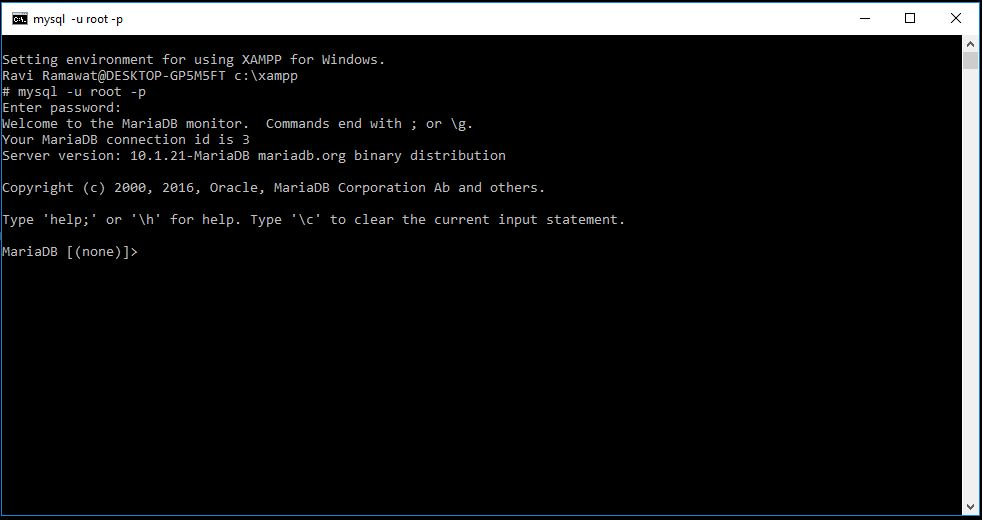 mysql  -u root -p
Setting environment for using XAMPP for Windows.
Ravi Ramawat@DESKTOP-GP5M5FT c:\xampp
# mysql -u root -p
Enter password:
Welcome to the MariaDB monitor.  Commands end with ; or \g.
Your MariaDB connection id is 3
Server version: 10.1.21-MariaDB mariadb.org binary distribution
Copyright (c) 2000, 2016, Oracle, MariaDB Corporation Ab and others.
Type 'help;' or '\h' for help. Type '\c' to clear the current input statement.
MariaDB [(none)]>